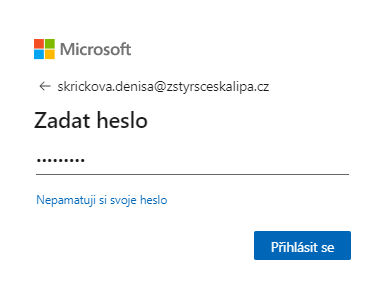 Microsoft
← skrickova.denisa@zstyrsceskalipa.cz
Zadat heslo
•••••••••
Nepamatuji si svoje heslo
Přihlásit se